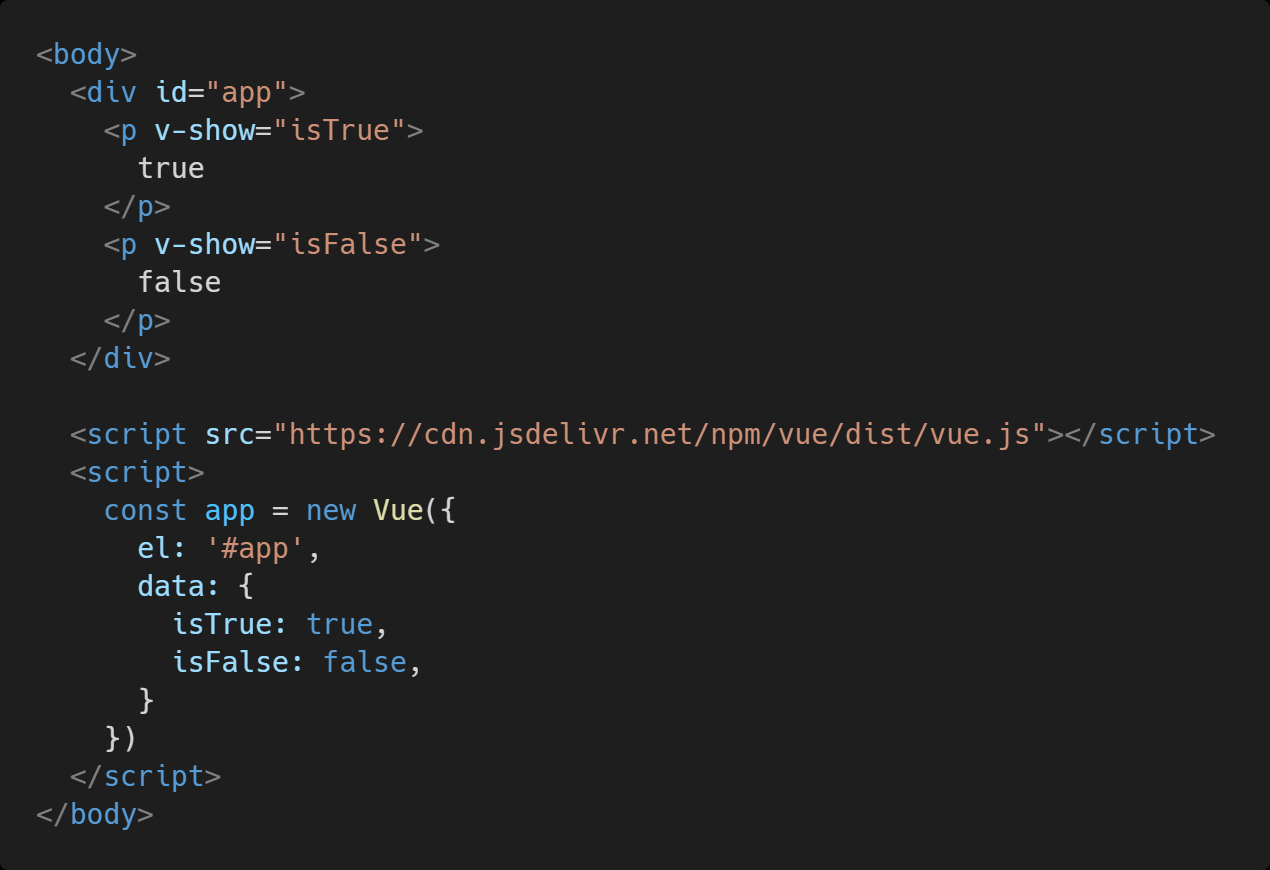 <body>
  <div id="app">
    <p v-show="isTrue">
      true
    </p>
    <p v-show="isFalse">
      false
    </p>
  </div>

  <script src="https://cdn.jsdelivr.net/npm/vue/dist/vue.js"></script>
  <script>
    const app = new Vue({
      el: '#app',
      data: {
        isTrue: true,
        isFalse: false,
      }
    })
  </script>
</body>